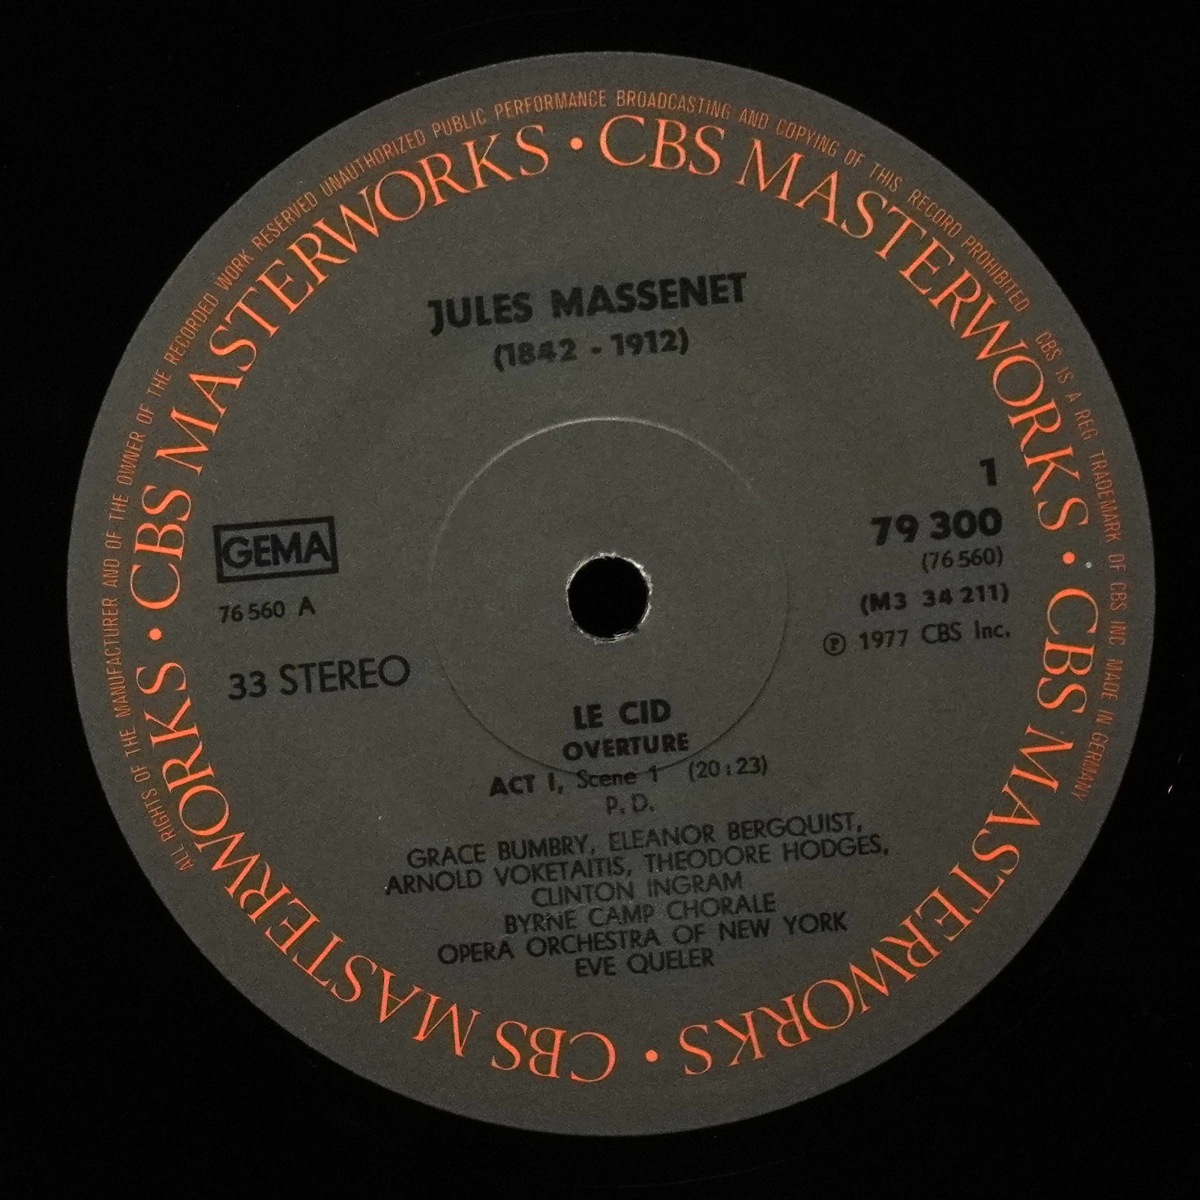 ALL RIGHTS OF THE MANUFACTURER AND OF THE OWNER OF THE RECORDED WORK RESERVED UNAUTHORIZED PUBLIC PERFORMANCE BROADCASTING AND COPYING OF THIS RECORD PROHIBITED CBS IS A REG TRADEMARK OF CBS INC MADE IN GERMANY
CBS MASTERWORKS · CBS MASTERWORKS · CBS MASTERWORKS · CBS MASTERWORKS ·
JULES MASSENET
(1842 - 1912)
GEMA
76 560 A
33 STEREO
1
79 300
(76 560)
(M3 34 211)
℗ 1977 CBS Inc.
LE CID
OVERTURE
ACT I, Scene 1 (20:23)
P.D.
GRACE BUMBRY, ELEANOR BERGQUIST,
ARNOLD VOKETAITIS, THEODORE HODGES,
CLINTON INGRAM
BYRNE CAMP CHORALE
OPERA ORCHESTRA OF NEW YORK
EVE QUELER